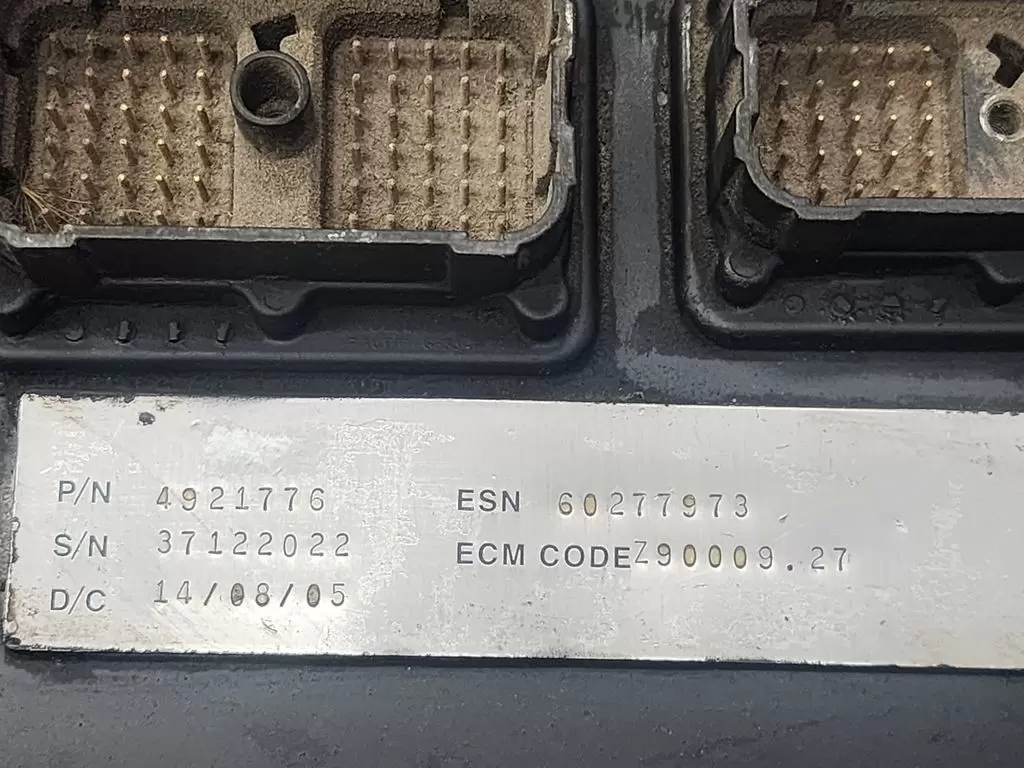 P/N 4921776 ESN 60277973
S/N 37122022 ECM CODE Z90009.27
D/C 14/08/05